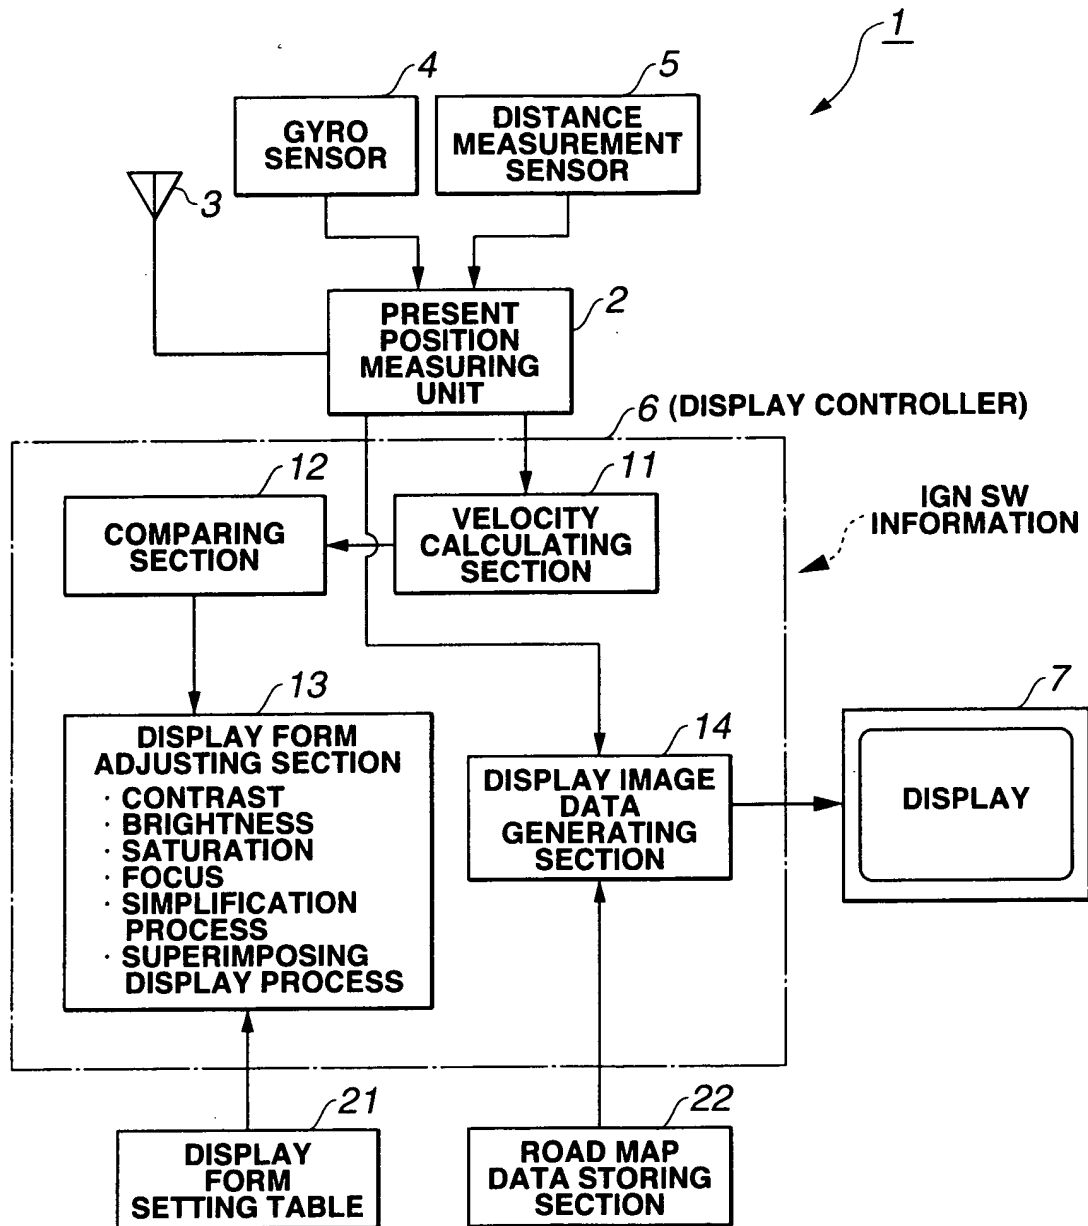 1
4
5
GYRO
SENSOR
DISTANCE
MEASUREMENT
SENSOR
3
2
PRESENT
POSITION
MEASURING
UNIT
6 (DISPLAY CONTROLLER)
12
11
COMPARING
SECTION
VELOCITY
CALCULATING
SECTION
IGN SW
INFORMATION
13
14
7
DISPLAY FORM
ADJUSTING SECTION
· CONTRAST
· BRIGHTNESS
· SATURATION
· FOCUS
· SIMPLIFICATION
PROCESS
· SUPERIMPOSING
DISPLAY PROCESS
DISPLAY IMAGE
DATA
GENERATING
SECTION
DISPLAY
21
22
DISPLAY
FORM
SETTING TABLE
ROAD MAP
DATA STORING
SECTION